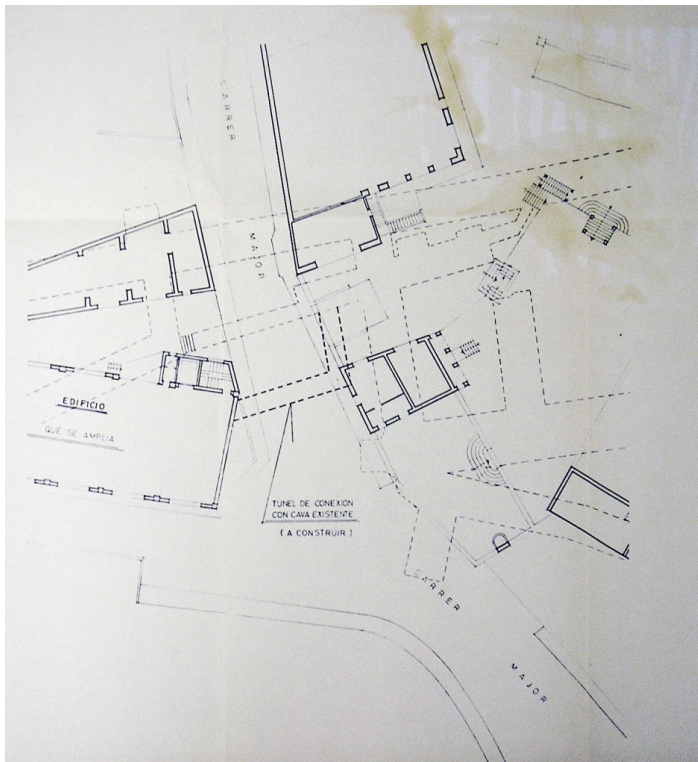 CARRER
MAJOR
EDIFICIO
QUE SE AMPLIA
TUNEL DE CONEXION
CON CAVA EXISTENTE
( A CONSTRUIR )
CARRER
MAJOR